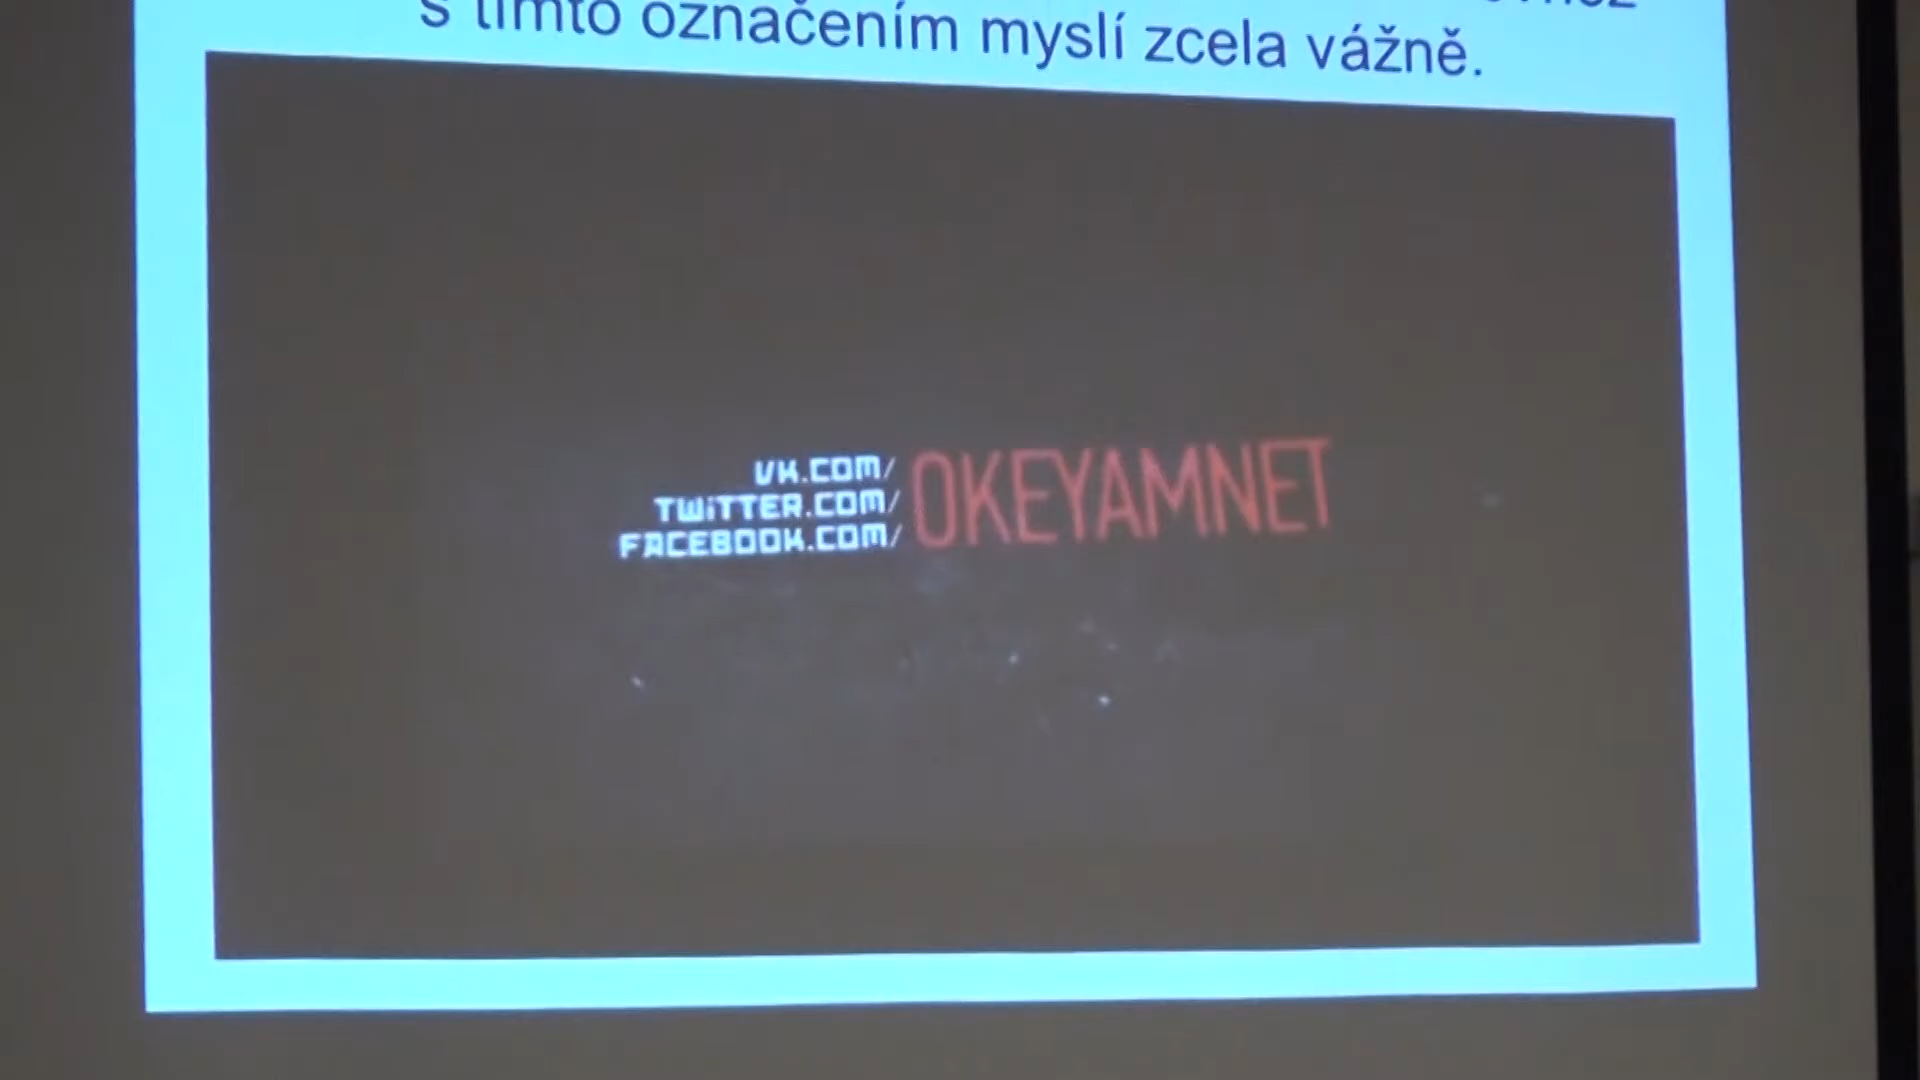 s tímto označením myslí zcela vážně.
VK.COM/
TWiTTER.COM/
FACEBOOK.COM/
OKEYAMNET